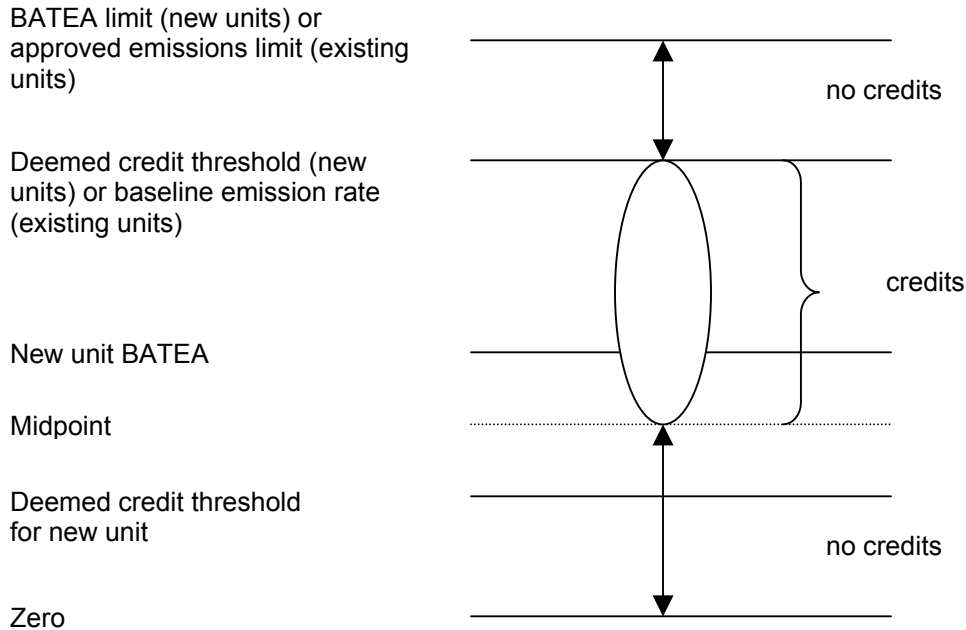 BATEA limit (new units) or
approved emissions limit (existing
units)
no credits
Deemed credit threshold (new
units) or baseline emission rate
(existing units)
credits
New unit BATEA
Midpoint
Deemed credit threshold
for new unit
no credits
Zero